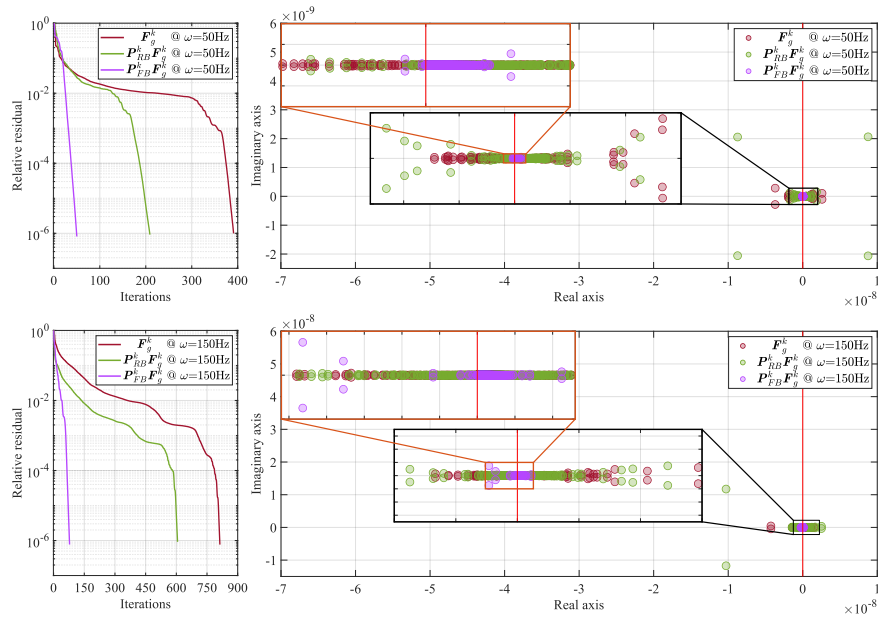 10^0
10^-2
10^-4
10^-6
Relative residual
0 100 200 300 400
Iterations
F_g^k @ ω=50Hz
P_RB^k F_g^k @ ω=50Hz
P_FB^k F_g^k @ ω=50Hz
6 ×10^-9
5
4
3
2
1
0
-1
-2
Imaginary axis
-7 -6 -5 -4 -3 -2 -1 0 1
Real axis
×10^-8
F_g^k @ ω=50Hz
P_RB^k F_g^k @ ω=50Hz
P_FB^k F_g^k @ ω=50Hz
10^0
10^-2
10^-4
10^-6
Relative residual
0 150 300 450 600 750 900
Iterations
F_g^k @ ω=150Hz
P_RB^k F_g^k @ ω=150Hz
P_FB^k F_g^k @ ω=150Hz
6 ×10^-8
5
4
3
2
1
0
-1
Imaginary axis
-7 -6 -5 -4 -3 -2 -1 0 1
Real axis
×10^-8
F_g^k @ ω=150Hz
P_RB^k F_g^k @ ω=150Hz
P_FB^k F_g^k @ ω=150Hz